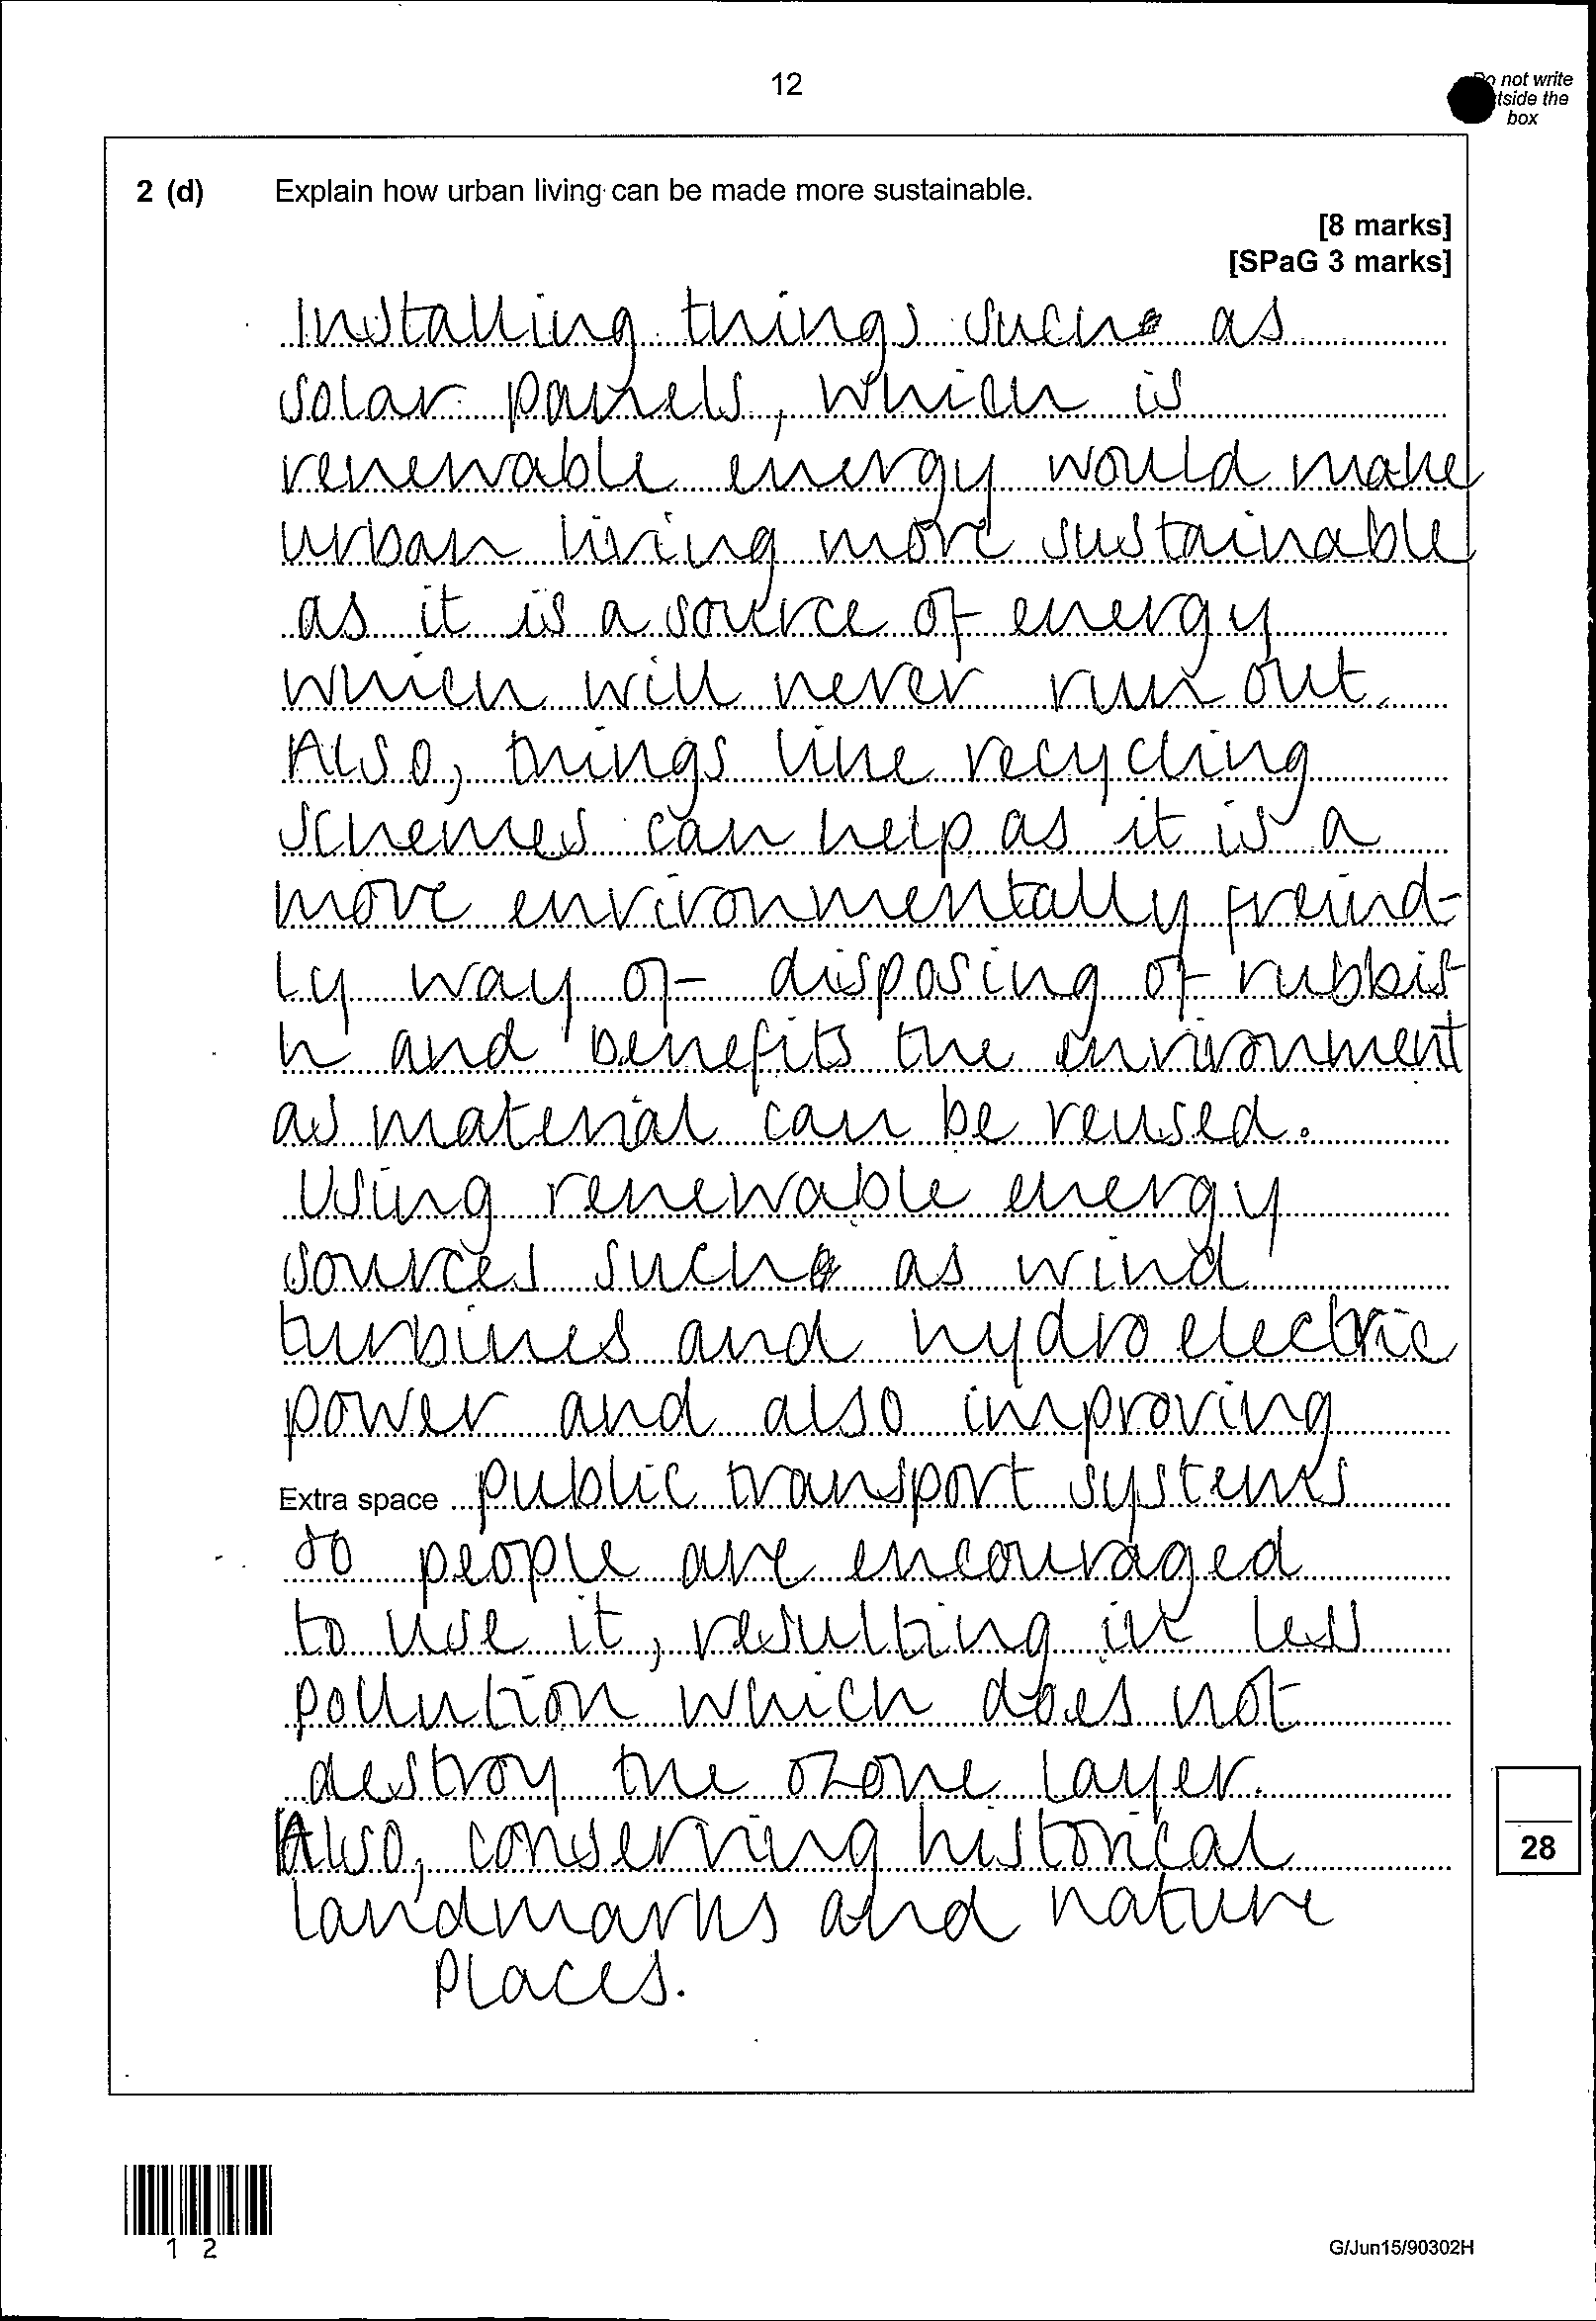 12
Do not write
outside the
box
2 (d) Explain how urban living can be made more sustainable.
[8 marks]
[SPaG 3 marks]
Installing things such as
solar panels, which is
renewable energy would make
urban living more sustainable
as it is a source of energy
which will never run out.
Also, things like recycling
schemes can help as it is a
more environmentally freind-
ly way of disposing of rubbis
h and benefits the environment
as material can be reused.
Using renewable energy
sources such as wind
turbines and hydroelectric
power and also improving
Extra space public transport systems
so people are encouraged
to use it, resulting in less
pollution which does not
destroy the ozone layer.
Also, conserving historical
landmarks and nature
places.
28
1 2
G/Jun15/90302H